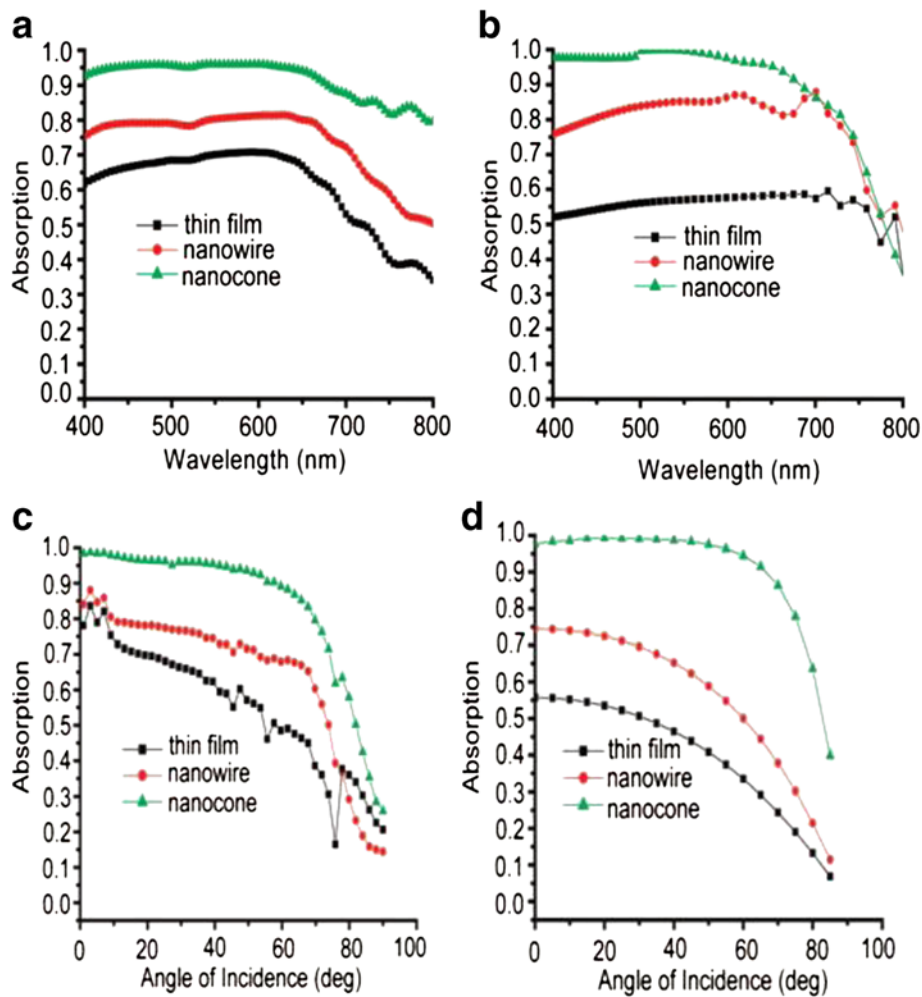 a
1.0
0.9
0.8
0.7
0.6
0.5
0.4
0.3
0.2
0.1
0.0
Absorption
thin film
nanowire
nanocone
400 500 600 700 800
Wavelength (nm)
b
1.0
0.9
0.8
0.7
0.6
0.5
0.4
0.3
0.2
0.1
0.0
Absorption
thin film
nanowire
nanocone
400 500 600 700 800
Wavelength (nm)
c
1.0
0.9
0.8
0.7
0.6
0.5
0.4
0.3
0.2
0.1
0.0
Absorption
thin film
nanowire
nanocone
0 20 40 60 80 100
Angle of Incidence (deg)
d
1.0
0.9
0.8
0.7
0.6
0.5
0.4
0.3
0.2
0.1
0.0
Absorption
thin film
nanowire
nanocone
0 20 40 60 80 100
Angle of Incidence (deg)